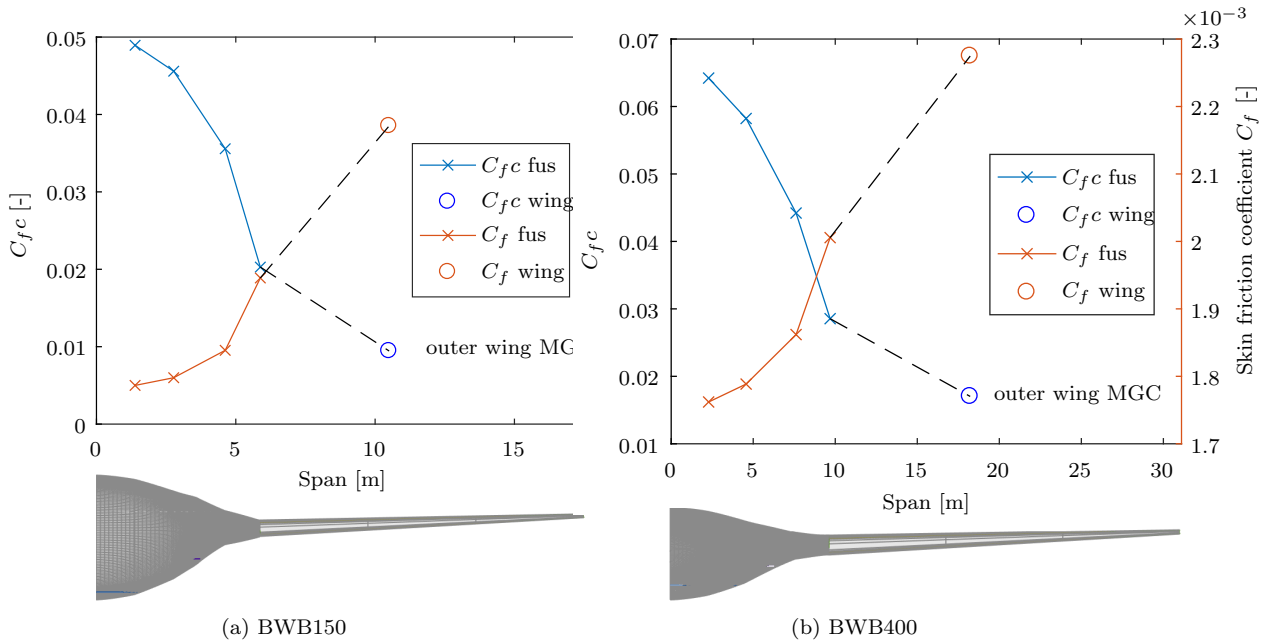 ×10⁻³
0.05
0.04
0.03
0.02
0.01
0
C_f c [-]
0
5
10
15
Span [m]
C_f c fus
C_f c wing
C_f fus
C_f wing
outer wing MG
0.07
0.06
0.05
0.04
0.03
0.02
0.01
C_f c
0
5
10
15
20
25
30
Span [m]
C_f c fus
C_f c wing
C_f fus
C_f wing
outer wing MGC
2.3
2.2
2.1
2
1.9
1.8
1.7
Skin friction coefficient C_f [-]
(a) BWB150
(b) BWB400